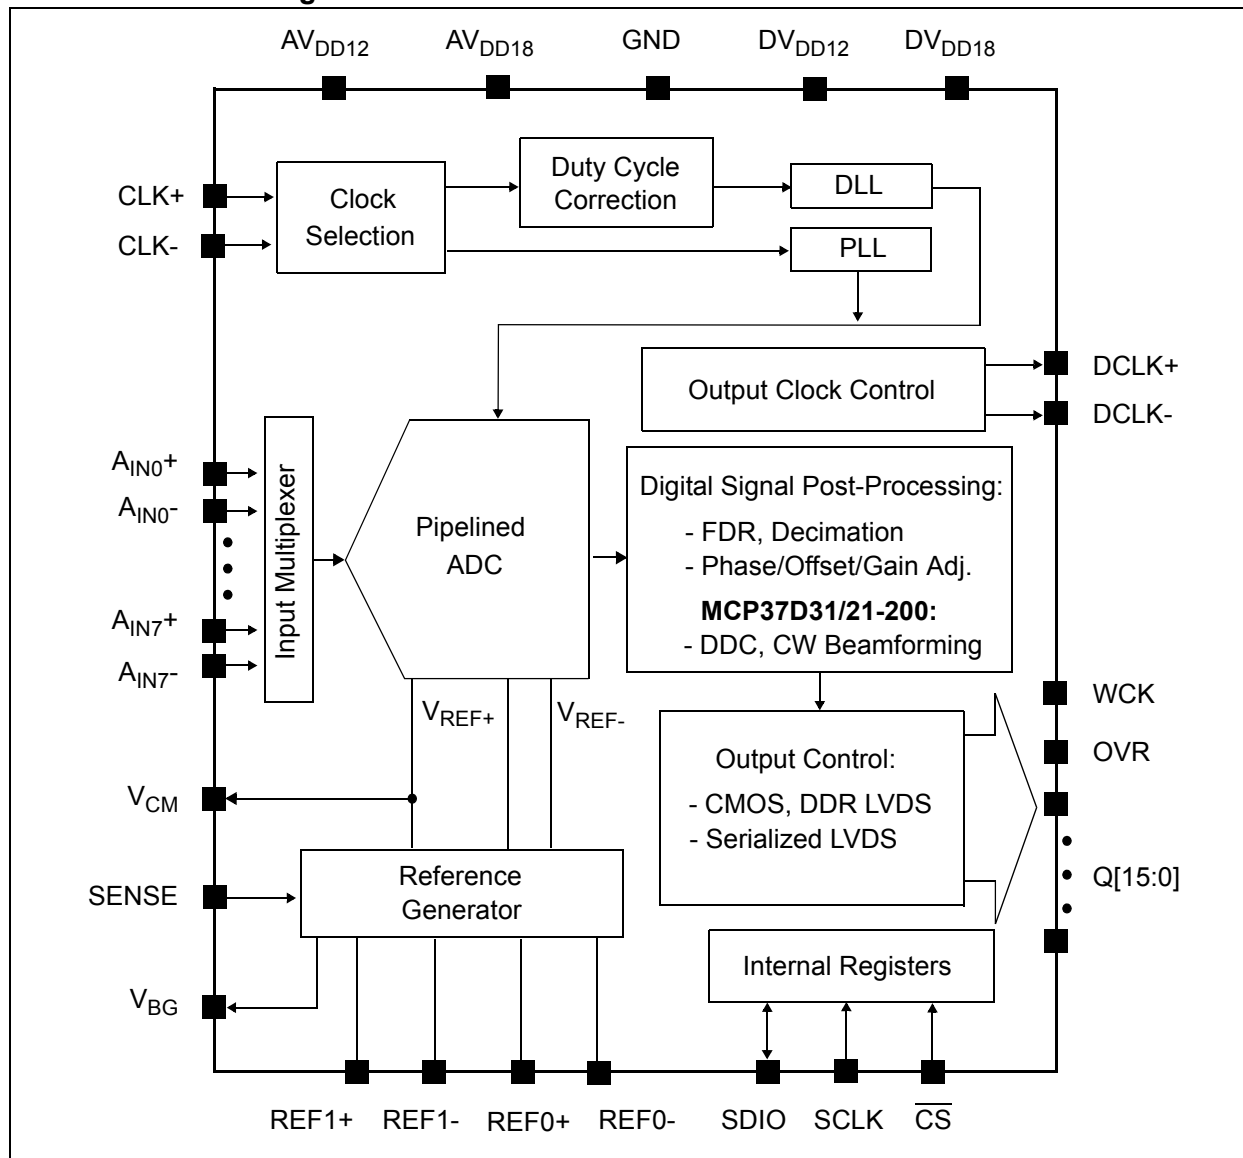 AVDD12 AVDD18 GND DVDD12 DVDD18
CLK+
CLK-
Clock
Selection
Duty Cycle
Correction
DLL
PLL
Output Clock Control
DCLK+
DCLK-
AIN0+
AIN0-
AIN7+
AIN7-
Input Multiplexer
Pipelined
ADC
Digital Signal Post-Processing:
- FDR, Decimation
- Phase/Offset/Gain Adj.
MCP37D31/21-200:
- DDC, CW Beamforming
VREF+
VREF-
Output Control:
- CMOS, DDR LVDS
- Serialized LVDS
WCK
OVR
Q[15:0]
VCM
SENSE
VBG
Reference
Generator
Internal Registers
REF1+ REF1- REF0+ REF0- SDIO SCLK C̅S̅